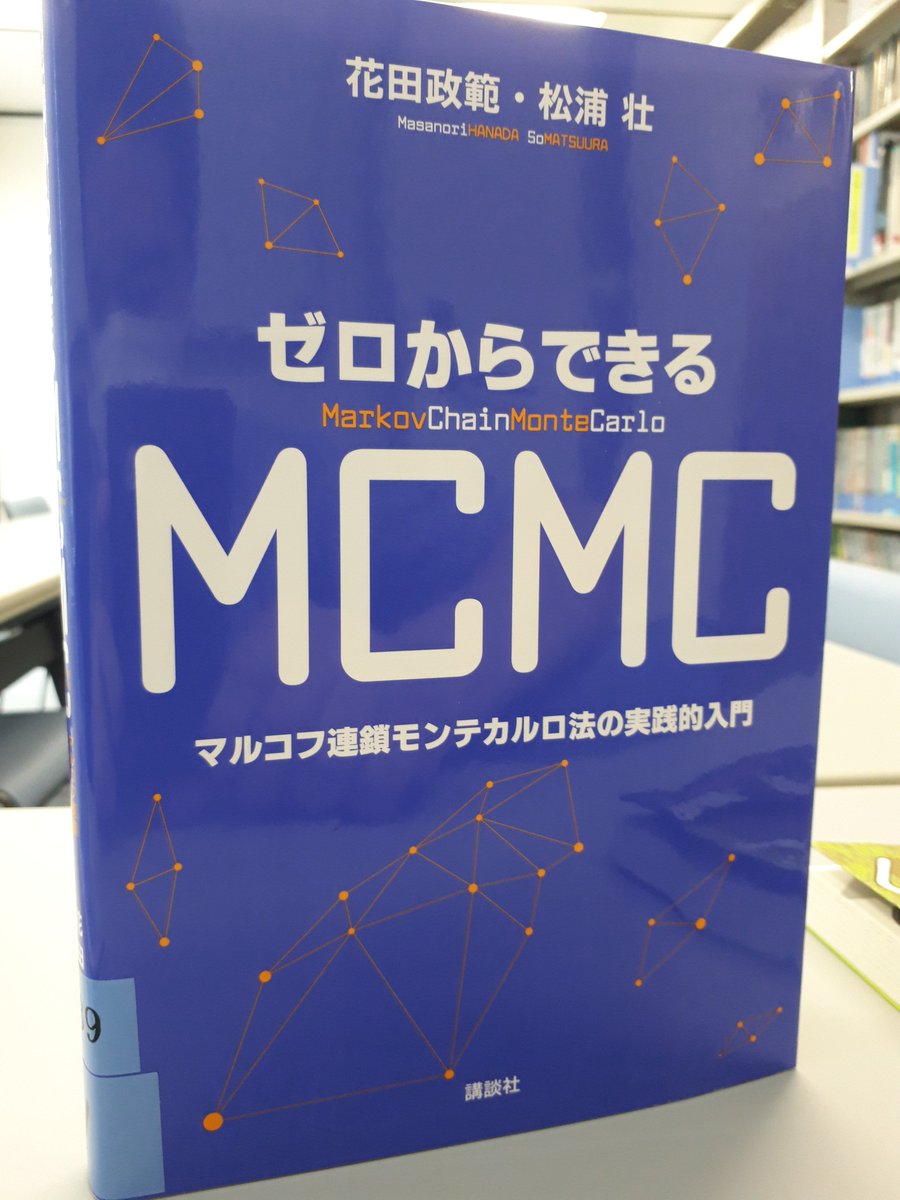 花田政範・松浦 壮
MasanoriHANADA SoMATSUURA
ゼロからできる
MarkovChainMonteCarlo
MCMC
マルコフ連鎖モンテカルロ法の実践的入門
講談社
9